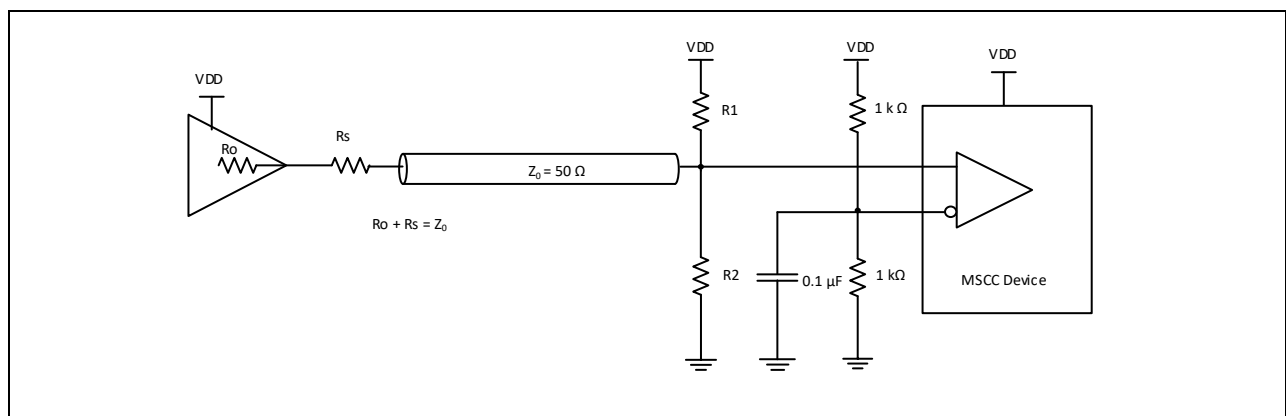 VDD
VDD
VDD
VDD
R1
1 k Ω
Ro
Rs
Z₀ = 50 Ω
Ro + Rs = Z₀
R2
0.1 µF
1 kΩ
MSCC Device